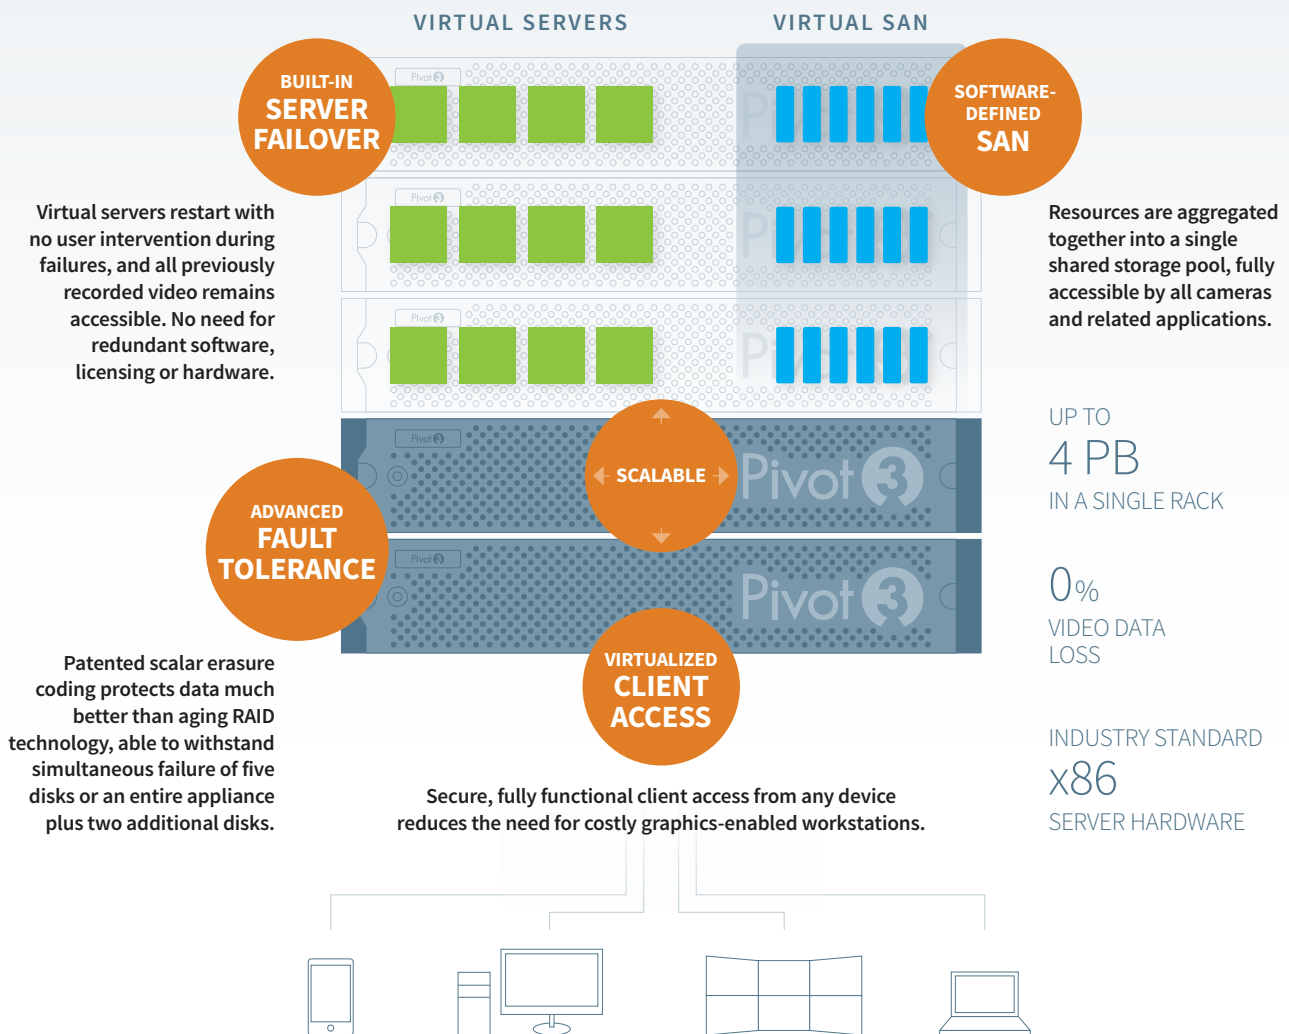 VIRTUAL SERVERS
VIRTUAL SAN
BUILT-IN
SERVER
FAILOVER
SOFTWARE-
DEFINED
SAN
Pivot3
Pivot3
Pivot3
Virtual servers restart with
no user intervention during
failures, and all previously
recorded video remains
accessible. No need for
redundant software,
licensing or hardware.
Resources are aggregated
together into a single
shared storage pool, fully
accessible by all cameras
and related applications.
Pivot3
SCALABLE
Pivot3
Pivot3
Pivot3
ADVANCED
FAULT
TOLERANCE
UP TO
4 PB
IN A SINGLE RACK
0%
VIDEO DATA
LOSS
VIRTUALIZED
CLIENT
ACCESS
Patented scalar erasure
coding protects data much
better than aging RAID
technology, able to withstand
simultaneous failure of five
disks or an entire appliance
plus two additional disks.
Secure, fully functional client access from any device
reduces the need for costly graphics-enabled workstations.
INDUSTRY STANDARD
x86
SERVER HARDWARE